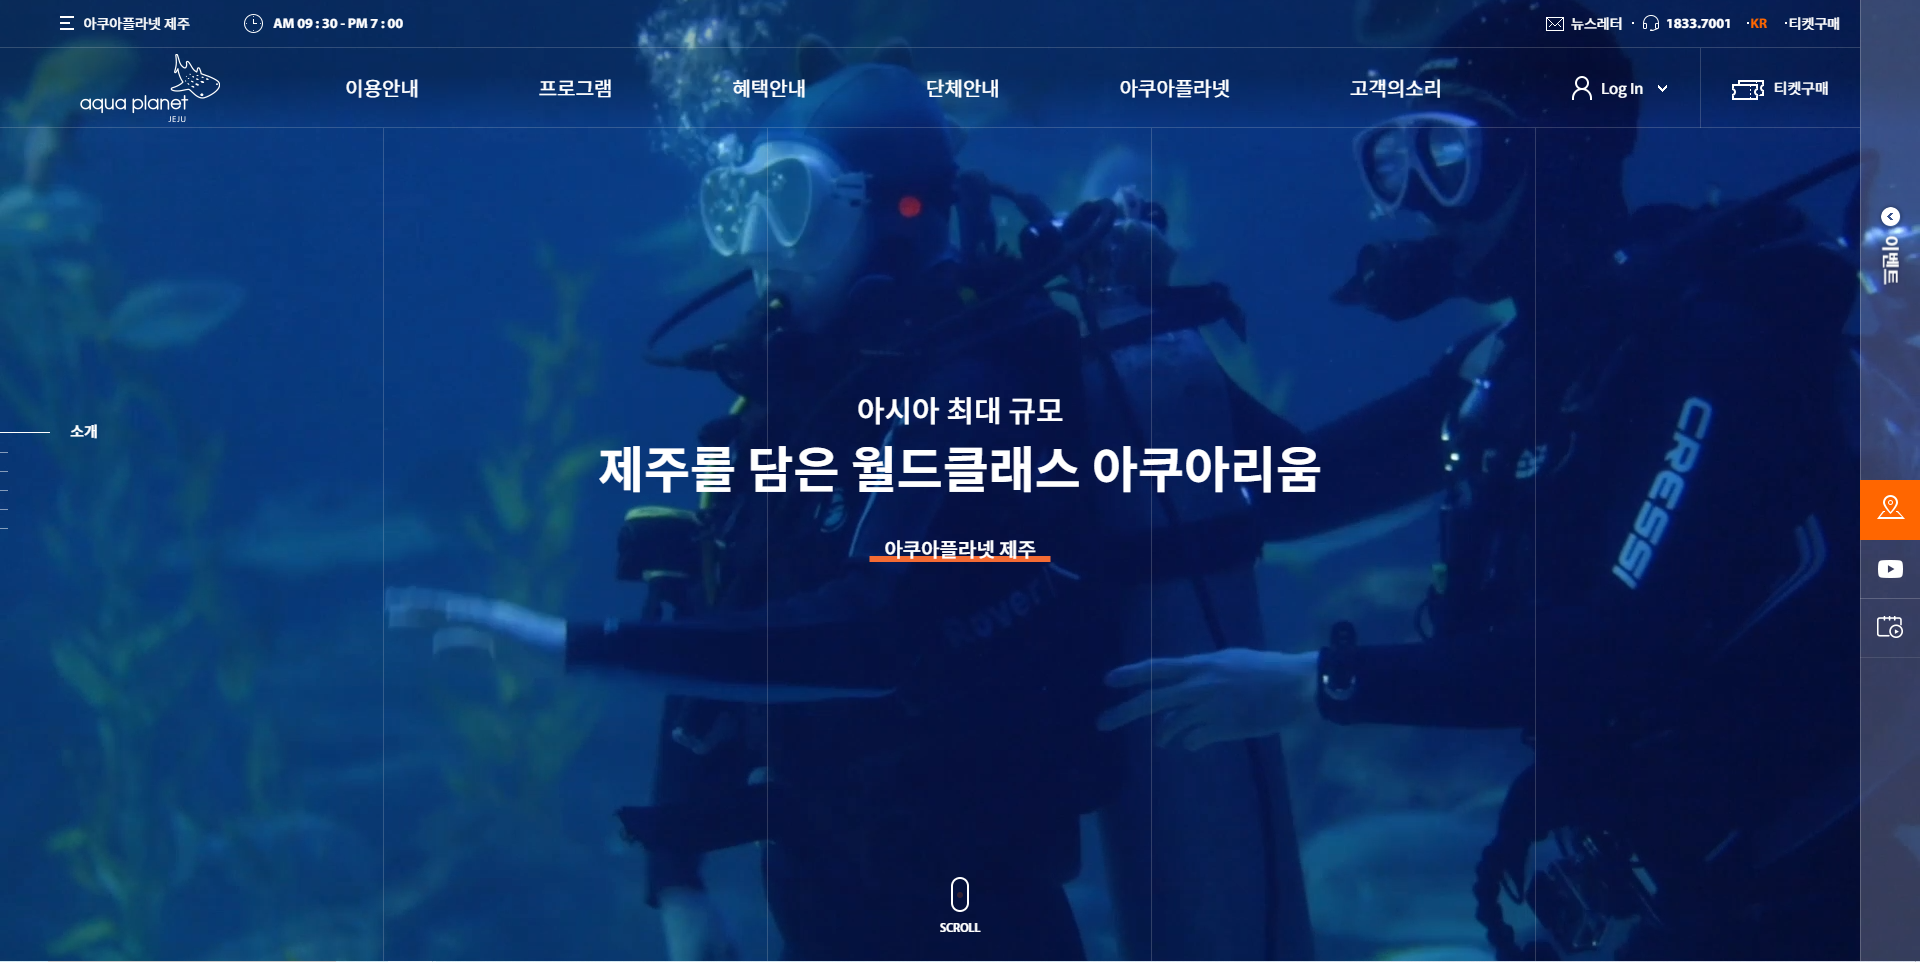 아쿠아플라넷 제주
AM 09 : 30 - PM 7 : 00
뉴스레터
1833.7001
KR
티켓구매
aqua planet
JEJU
이용안내
프로그램
혜택안내
단체안내
아쿠아플라넷
고객의소리
Log In
티켓구매
이벤트
소개
아시아 최대 규모
제주를 담은 월드클래스 아쿠아리움
아쿠아플라넷 제주
CRESSI
Rover
SCROLL